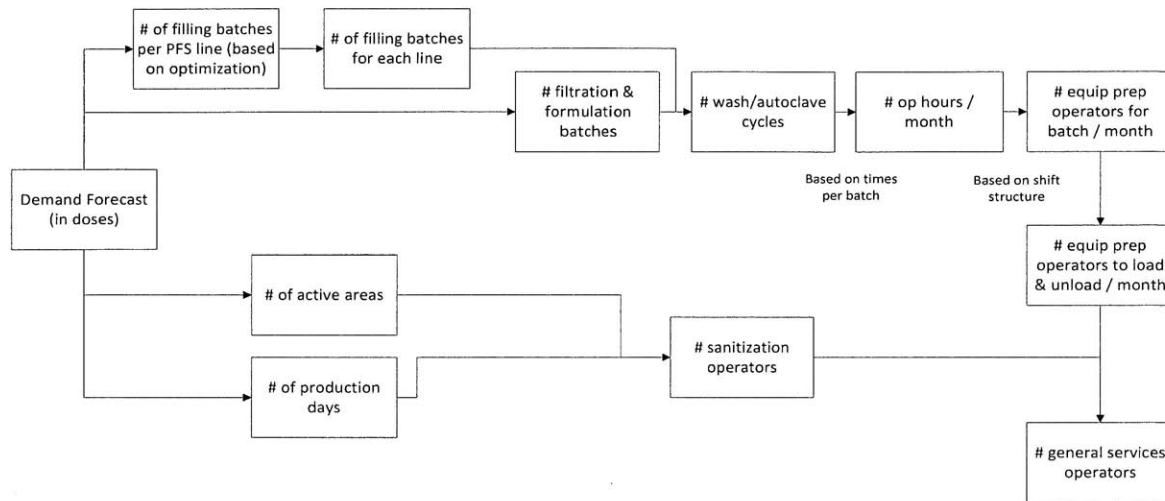 # of filling batches
per PFS line (based
on optimization)
# of filling batches
for each line
# filtration &
formulation
batches
# wash/autoclave
cycles
# op hours /
month
# equip prep
operators for
batch / month
Based on times
per batch
Based on shift
structure
Demand Forecast
(in doses)
# equip prep
operators to load
& unload / month
# of active areas
# sanitization
operators
# of production
days
# general services
operators